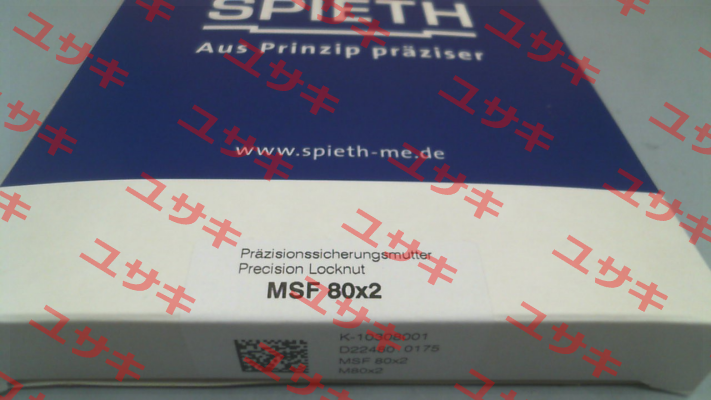 SPIETH
Aus Prinzip präziser
www.spieth-me.de
Präzisionssicherungsmutter
Precision Locknut
MSF 80x2
K-10308001
MSF 80x2
M80x2
ユサキ